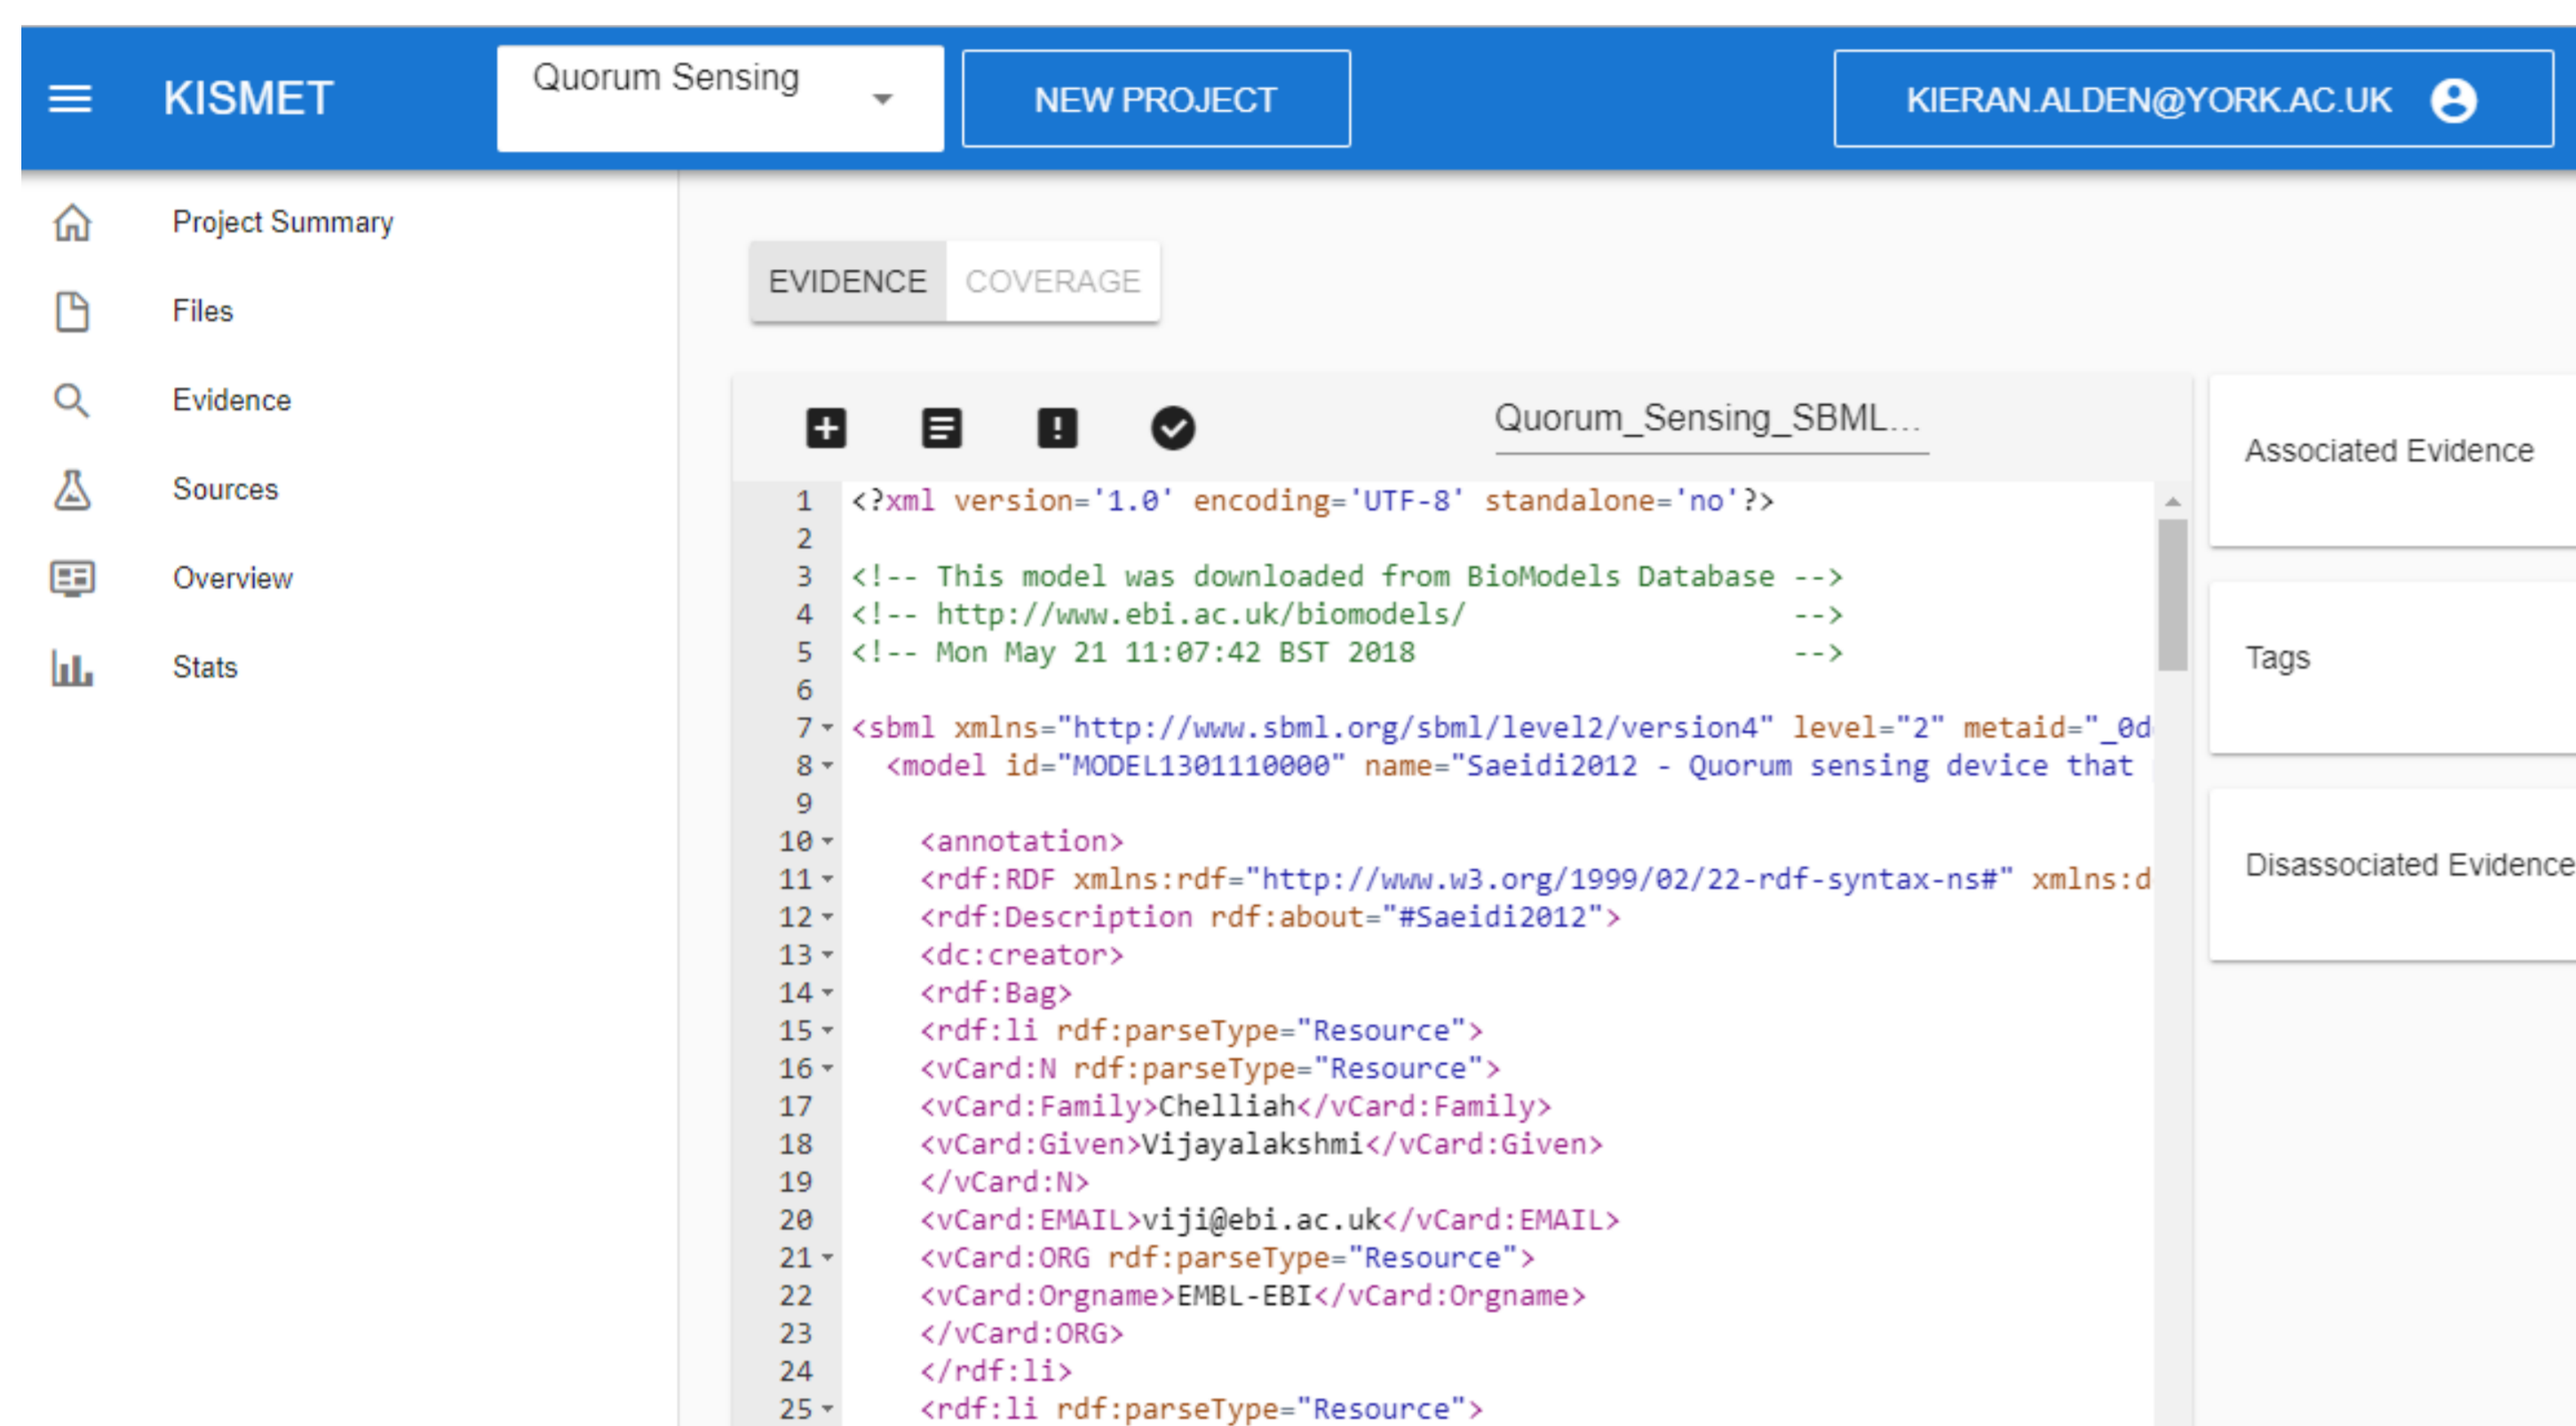 KISMET
Quorum Sensing
NEW PROJECT
KIERAN.ALDEN@YORK.AC.UK
Project Summary
Files
Evidence
Sources
Overview
Stats
EVIDENCE COVERAGE
Quorum_Sensing_SBML...
1 <?xml version='1.0' encoding='UTF-8' standalone='no'?>
2
3 <!-- This model was downloaded from BioModels Database -->
4 <!-- http://www.ebi.ac.uk/biomodels/ -->
5 <!-- Mon May 21 11:07:42 BST 2018 -->
6
7 <sbml xmlns="http://www.sbml.org/sbml/level2/version4" level="2" metaid="_0d
8 <model id="MODEL1301110000" name="Saeidi2012 - Quorum sensing device that
9
10 <annotation>
11 <rdf:RDF xmlns:rdf="http://www.w3.org/1999/02/22-rdf-syntax-ns#" xmlns:d
12 <rdf:Description rdf:about="#Saeidi2012">
13 <dc:creator>
14 <rdf:Bag>
15 <rdf:li rdf:parseType="Resource">
16 <vCard:N rdf:parseType="Resource">
17 <vCard:Family>Chelliah</vCard:Family>
18 <vCard:Given>Vijayalakshmi</vCard:Given>
19 </vCard:N>
20 <vCard:EMAIL>viji@ebi.ac.uk</vCard:EMAIL>
21 <vCard:ORG rdf:parseType="Resource">
22 <vCard:Orgname>EMBL-EBI</vCard:Orgname>
23 </vCard:ORG>
24 </rdf:li>
25 <rdf:li rdf:parseType="Resource">
Associated Evidence
Tags
Disassociated Evidence